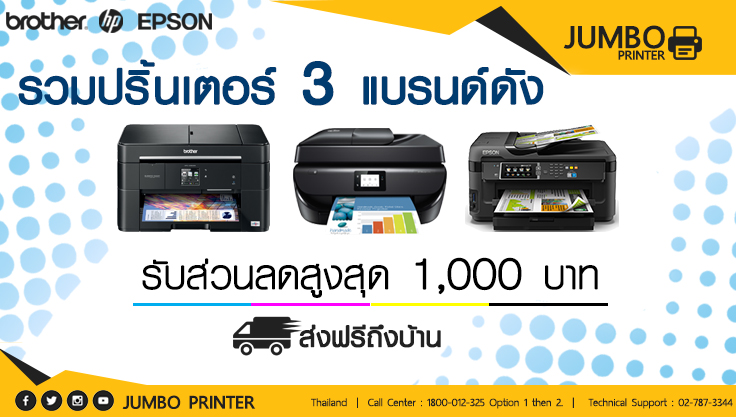 brother hp EPSON
JUMBO
PRINTER
รวมปริ้นเตอร์ 3 แบรนด์ดัง
brother
EPSON
รับส่วนลดสูงสุด 1,000 บาท
ส่งฟรีถึงบ้าน
JUMBO PRINTER
Thailand | Call Center : 1800-012-325 Option 1 then 2. | Technical Support : 02-787-3344